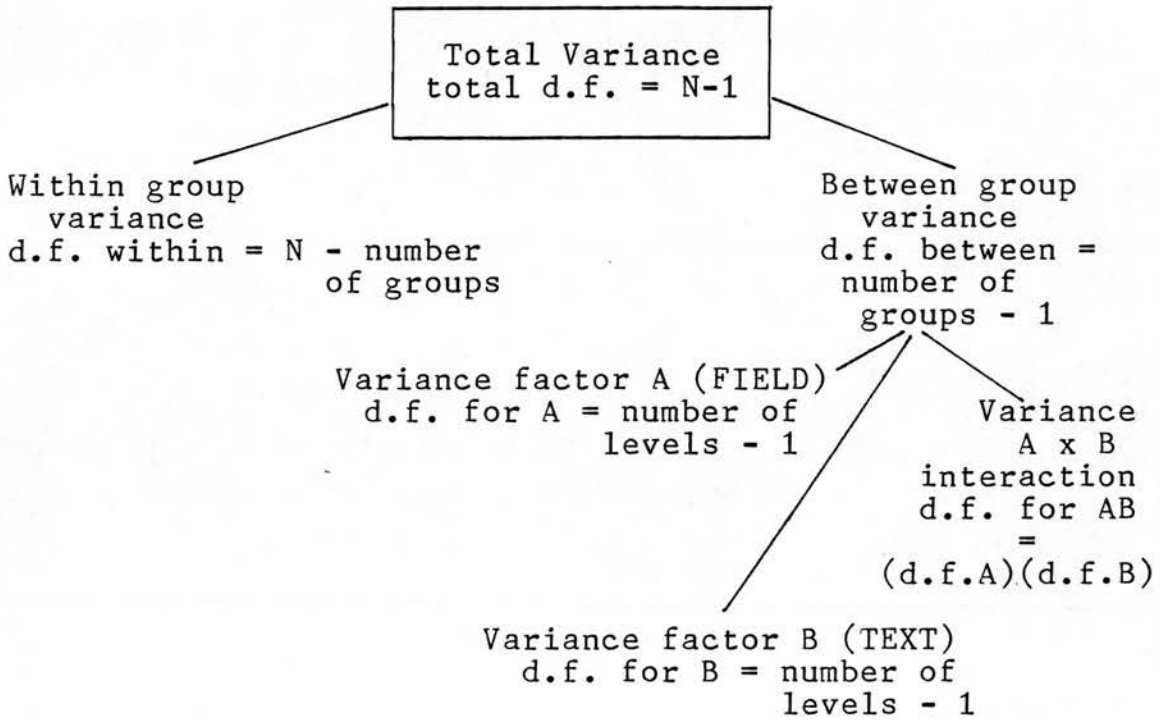 Total Variance
total d.f. = N-1
Within group
variance
d.f. within = N - number
of groups
Between group
variance
d.f. between =
number of
groups - 1
Variance factor A (FIELD)
d.f. for A = number of
levels - 1
Variance
A x B
interaction
d.f. for AB
=
(d.f.A)(d.f.B)
Variance factor B (TEXT)
d.f. for B = number of
levels - 1